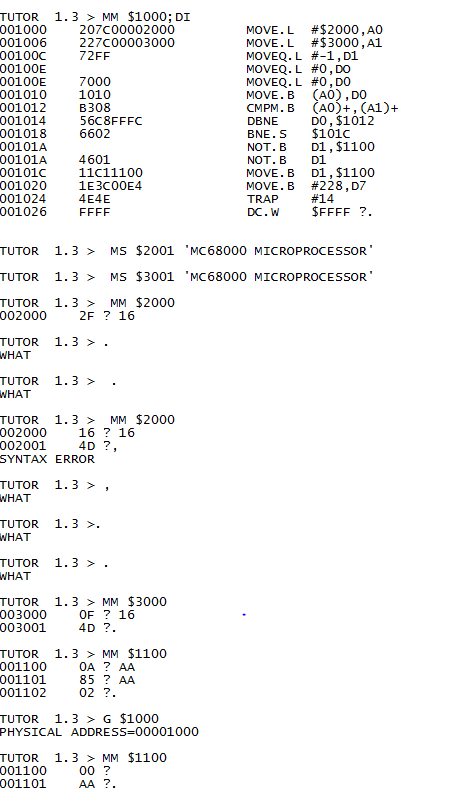 TUTOR  1.3 > MM $1000;DI
001000    207C00002000         MOVE.L  #$2000,A0
001006    227C00003000         MOVE.L  #$3000,A1
00100C    72FF                 MOVEQ.L #-1,D1
00100E                         MOVEQ.L #0,DO
00100E    7000                 MOVEQ.L #0,D0
001010    1010                 MOVE.B  (A0),D0
001012    B308                 CMPM.B  (A0)+,(A1)+
001014    56C8FFFC             DBNE    D0,$1012
001018    6602                 BNE.S   $101C
00101A                         NOT.B   D1,$1100
00101A    4601                 NOT.B   D1
00101C    11C11100             MOVE.B  D1,$1100
001020    1E3C00E4             MOVE.B  #228,D7
001024    4E4E                 TRAP    #14
001026    FFFF                 DC.W    $FFFF ?.
TUTOR  1.3 >  MS $2001 'MC68000 MICROPROCESSOR'
TUTOR  1.3 >  MS $3001 'MC68000 MICROPROCESSOR'
TUTOR  1.3 >  MM $2000
002000    2F ? 16
TUTOR  1.3 > .
WHAT
TUTOR  1.3 >  .
WHAT
TUTOR  1.3 >  MM $2000
002000    16 ? 16
002001    4D ?,
SYNTAX ERROR
TUTOR  1.3 > ,
WHAT
TUTOR  1.3 >.
WHAT
TUTOR  1.3 > .
WHAT
TUTOR  1.3 > MM $3000
003000    0F ? 16
003001    4D ?.
TUTOR  1.3 > MM $1100
001100    0A ? AA
001101    85 ? AA
001102    02 ?.
TUTOR  1.3 > G $1000
PHYSICAL ADDRESS=00001000
TUTOR  1.3 > MM $1100
001100    00 ?
001101    AA ?.